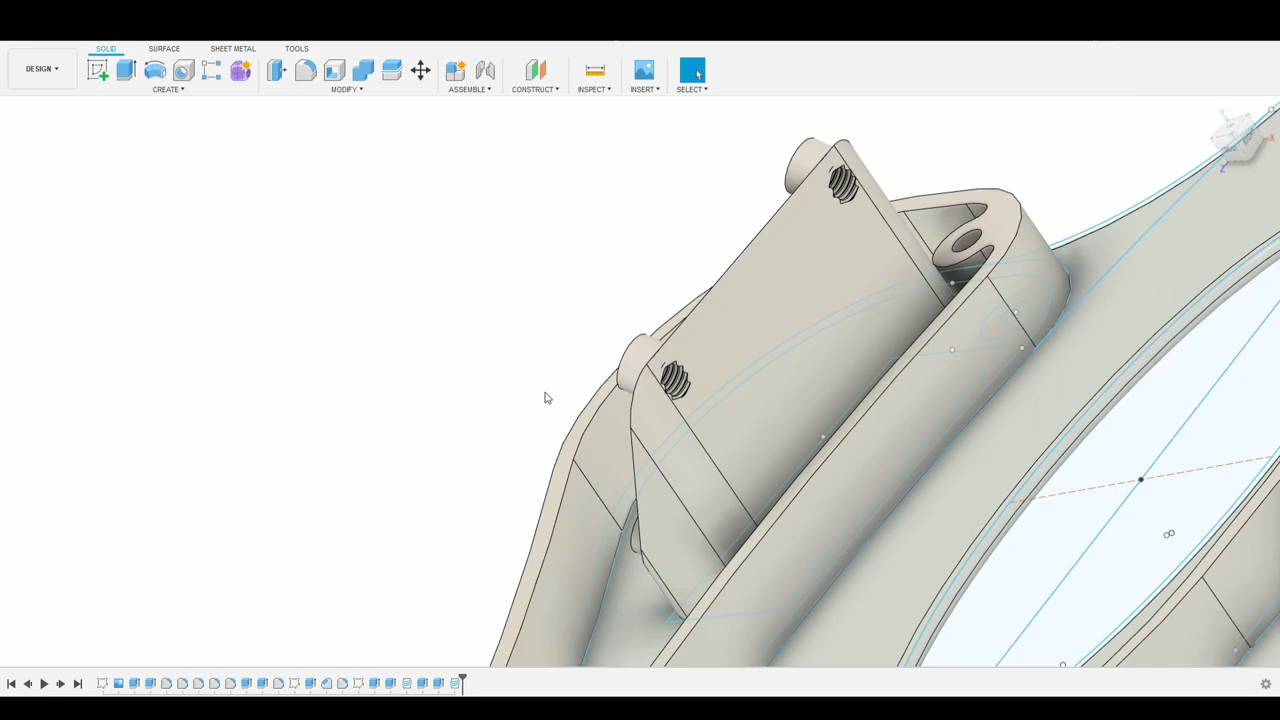 SOLID SURFACE SHEET METAL TOOLS
DESIGN
CREATE MODIFY ASSEMBLE CONSTRUCT INSPECT INSERT SELECT
Y
X
Z